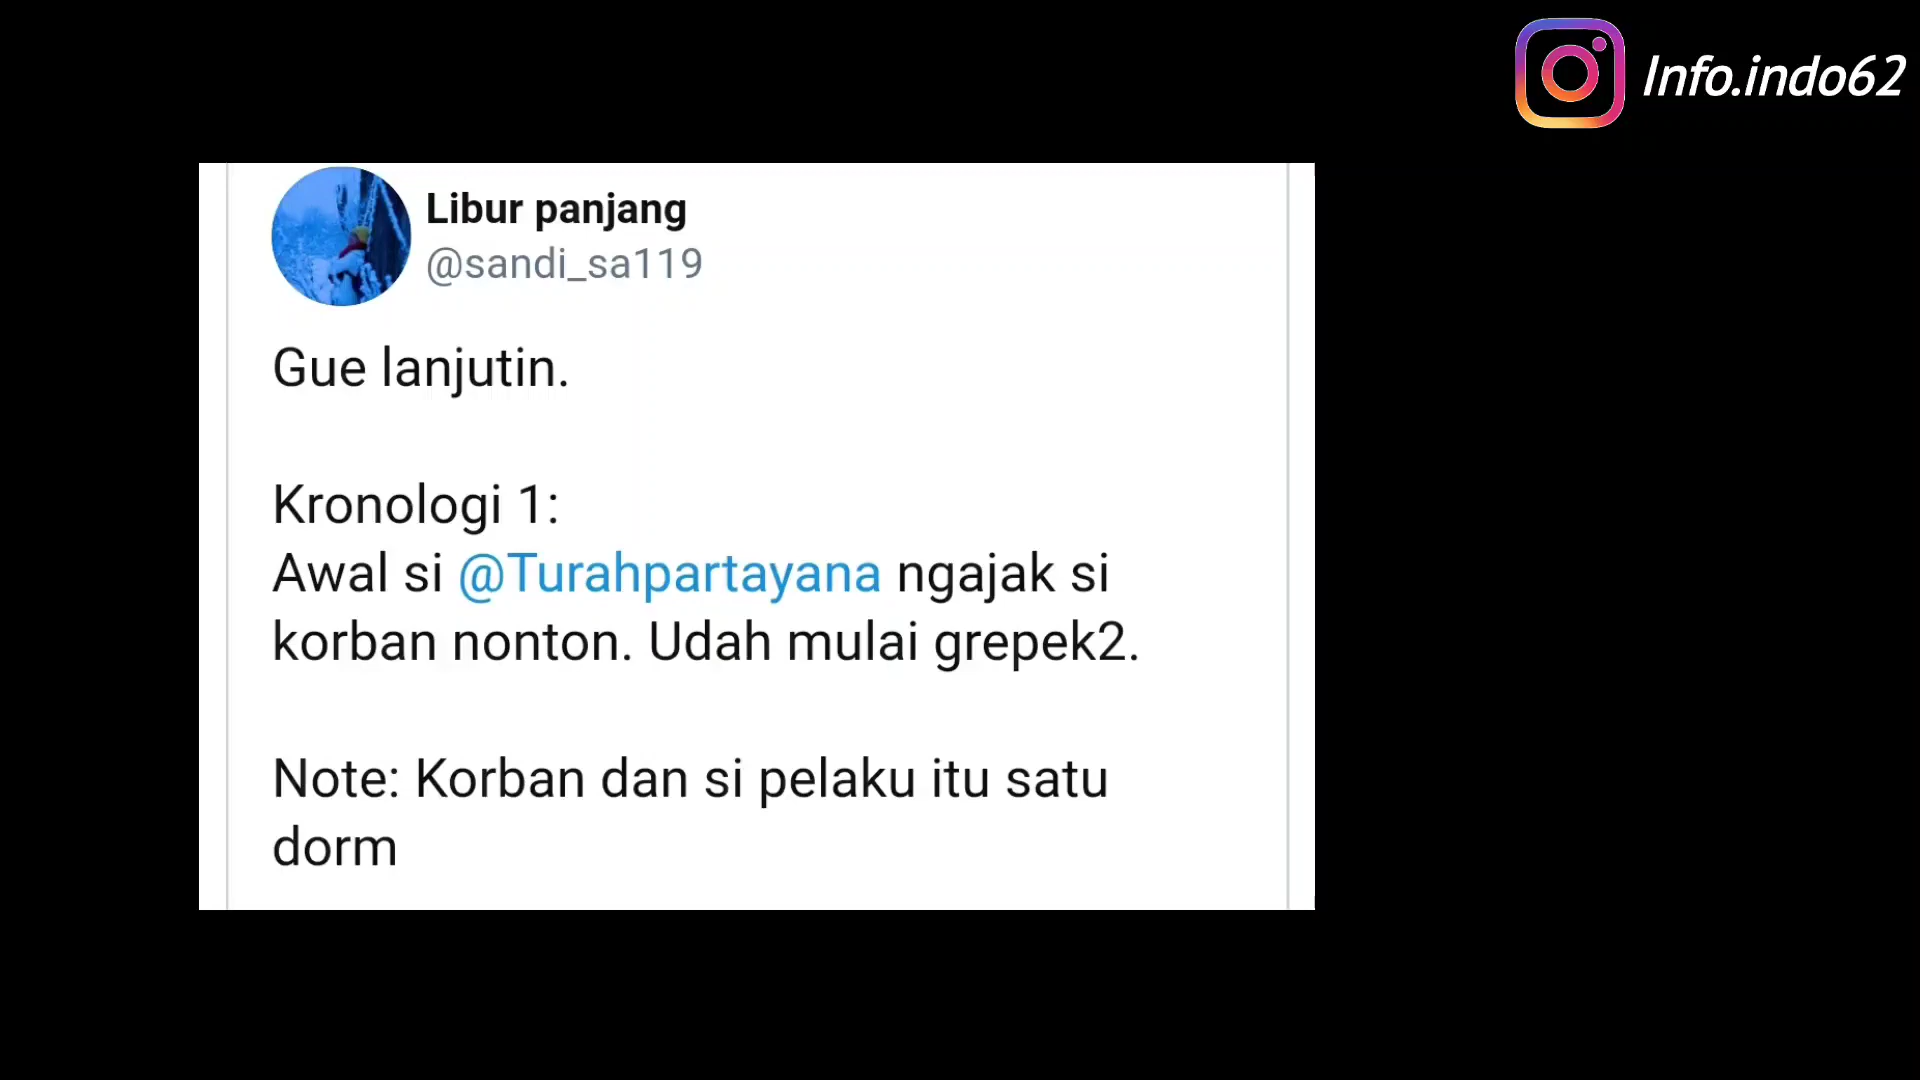 Info.indo62
Libur panjang
@sandi_sa119
Gue lanjutin.
Kronologi 1:
Awal si @Turahpartayana ngajak si
korban nonton. Udah mulai grepek2.
Note: Korban dan si pelaku itu satu
dorm